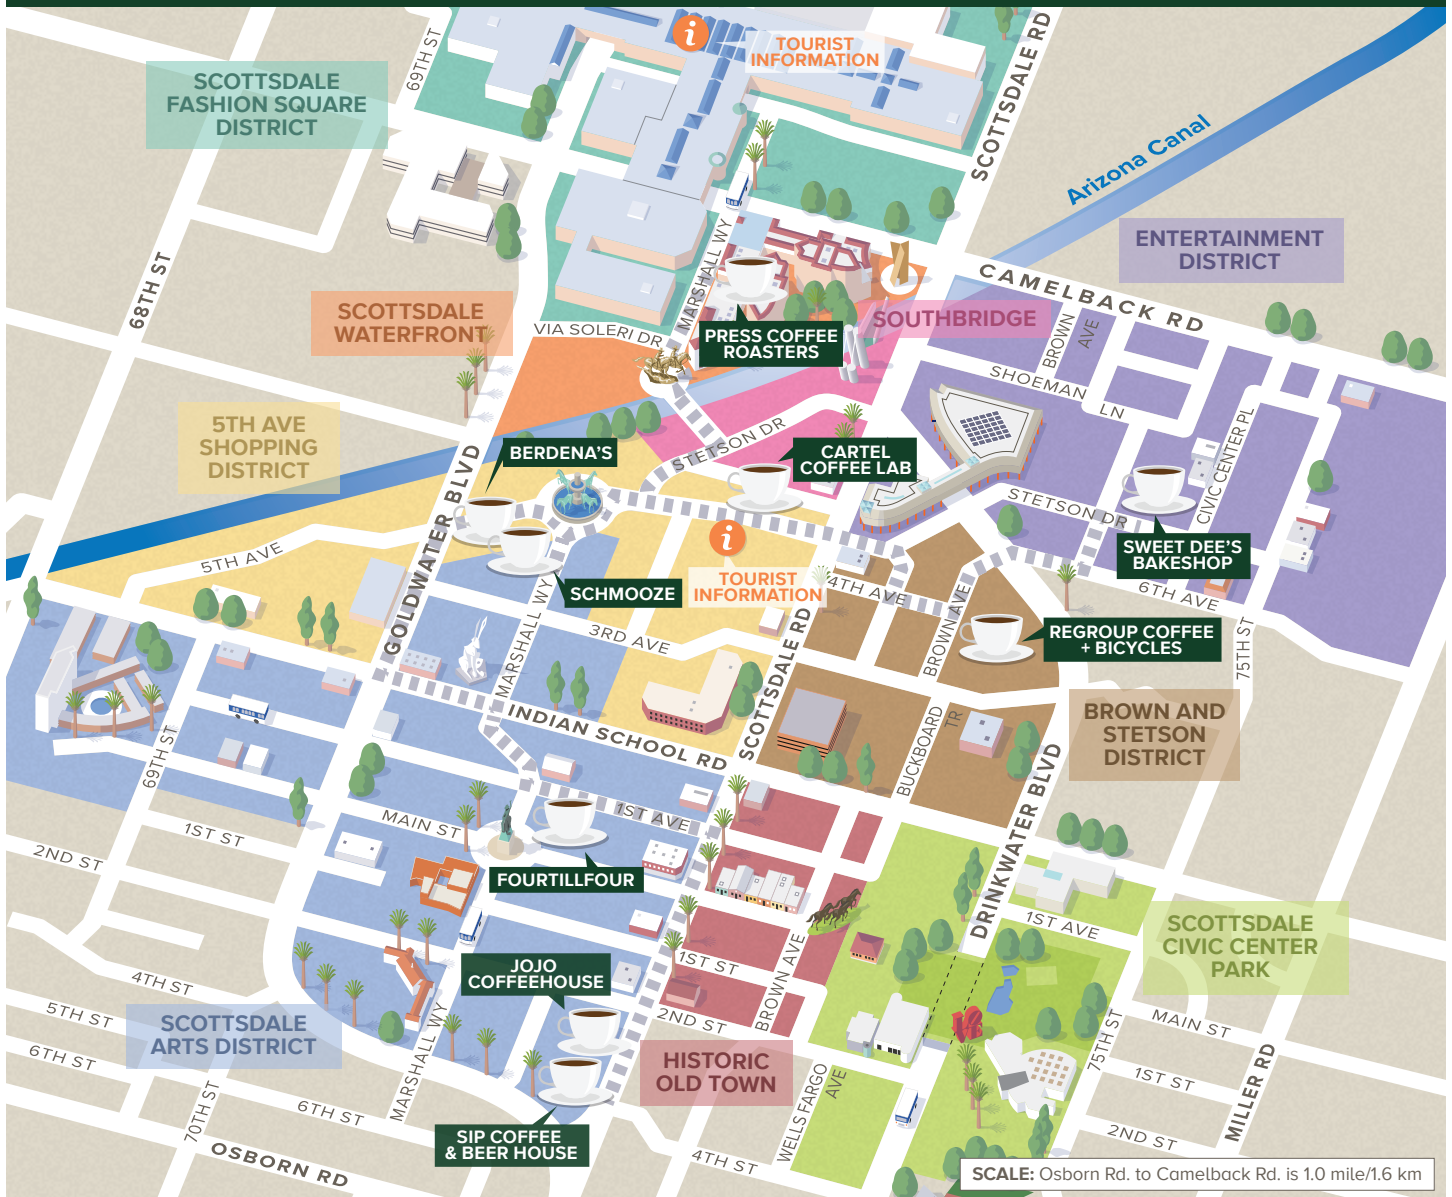 TOURIST
INFORMATION
SCOTTSDALE RD
69TH ST
SCOTTSDALE
FASHION SQUARE
DISTRICT
Arizona Canal
ENTERTAINMENT
DISTRICT
CAMELBACK RD
68TH ST
MARSHALL WY
SCOTTSDALE
WATERFRONT
VIA SOLERI DR
PRESS COFFEE
ROASTERS
SOUTHBRIDGE
BROWN
AVE
SHOEMAN
LN
5TH AVE
SHOPPING
DISTRICT
BERDENA'S
STETSON DR
CARTEL
COFFEE LAB
CIVIC CENTER PL
STETSON DR
GOLDWATER BLVD
5TH AVE
SCHMOOZE
TOURIST
INFORMATION
SWEET DEE'S
BAKESHOP
4TH AVE
6TH AVE
BROWN AVE
3RD AVE
MARSHALL WY
SCOTTSDALE RD
REGROUP COFFEE
+ BICYCLES
75TH ST
INDIAN SCHOOL RD
BROWN AND
STETSON
DISTRICT
BUCKBOARD
TR
69TH ST
DRINKWATER BLVD
1ST AVE
MAIN ST
1ST ST
2ND ST
FOURTILLFOUR
1ST AVE
SCOTTSDALE
CIVIC CENTER
PARK
1ST ST
BROWN AVE
JOJO
COFFEEHOUSE
4TH ST
5TH ST
6TH ST
SCOTTSDALE
ARTS DISTRICT
2ND ST
MARSHALL WY
HISTORIC
OLD TOWN
WELLS FARGO
AVE
MAIN ST
75TH ST
1ST ST
MILLER RD
2ND ST
70TH ST
6TH ST
SIP COFFEE
& BEER HOUSE
OSBORN RD
4TH ST
SCALE: Osborn Rd. to Camelback Rd. is 1.0 mile/1.6 km